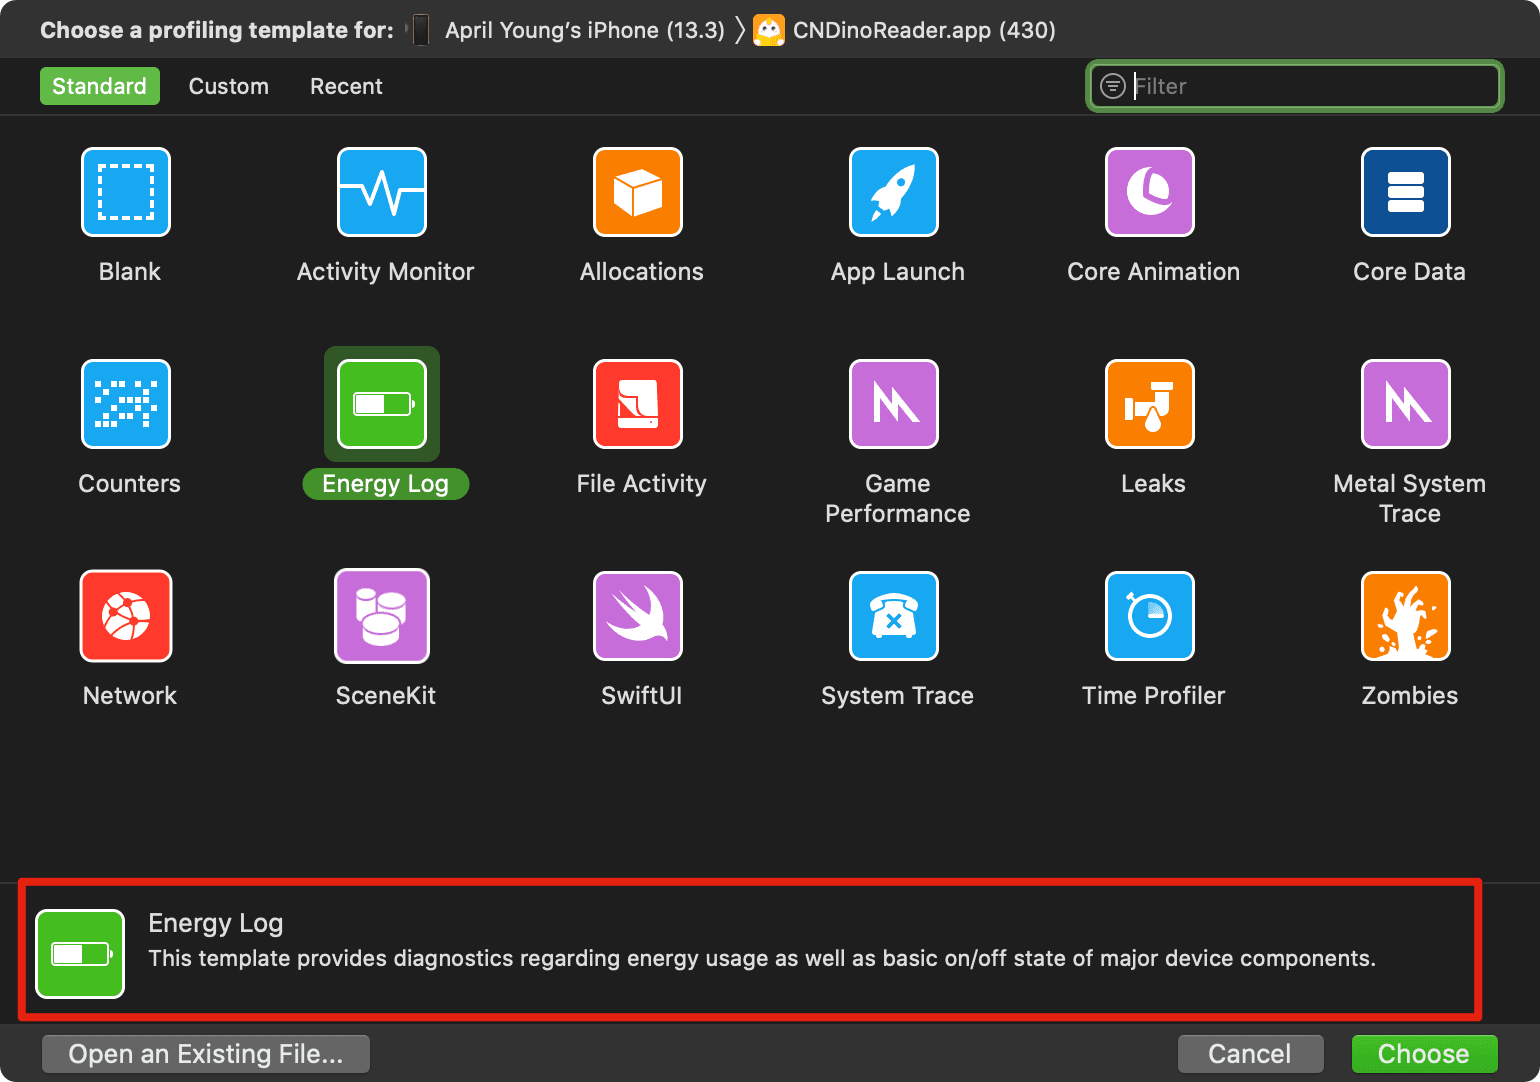 Choose a profiling template for: April Young’s iPhone (13.3) 〉 CNDinoReader.app (430)
Standard Custom Recent Filter
Blank Activity Monitor Allocations App Launch Core Animation Core Data
Counters Energy Log File Activity Game Performance Leaks Metal System Trace
Network SceneKit SwiftUI System Trace Time Profiler Zombies
Energy Log
This template provides diagnostics regarding energy usage as well as basic on/off state of major device components.
Open an Existing File... Cancel Choose